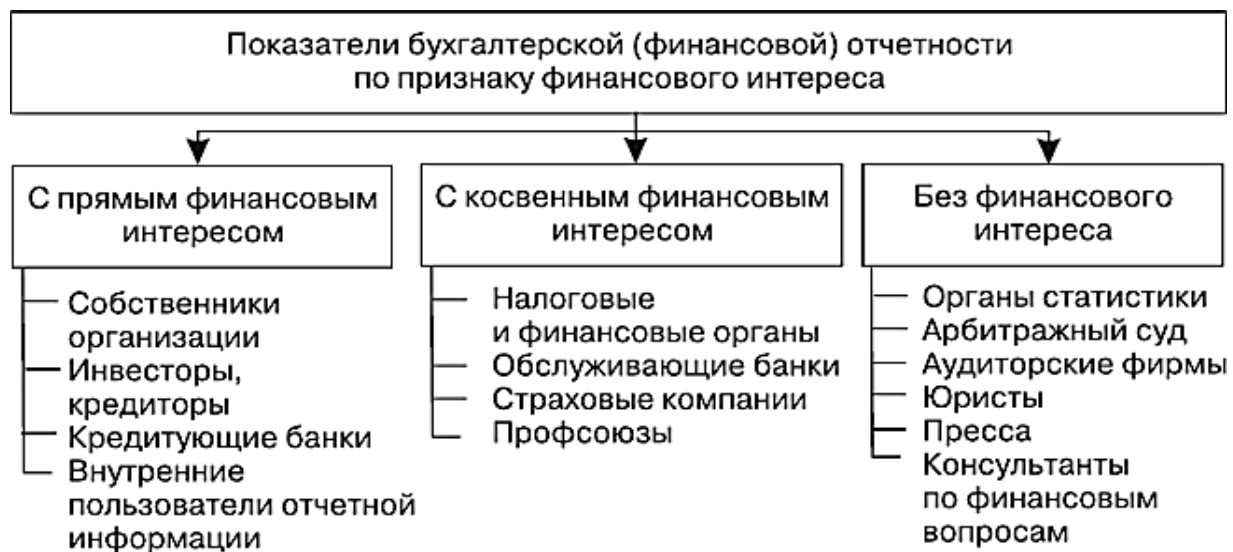 Показатели бухгалтерской (финансовой) отчетности
по признаку финансового интереса
С прямым финансовым
интересом
Собственники
организации
Инвесторы,
кредиторы
Кредитующие банки
Внутренние
пользователи отчетной
информации
С косвенным финансовым
интересом
Налоговые
и финансовые органы
Обслуживающие банки
Страховые компании
Профсоюзы
Без финансового
интереса
Органы статистики
Арбитражный суд
Аудиторские фирмы
Юристы
Пресса
Консультанты
по финансовым
вопросам